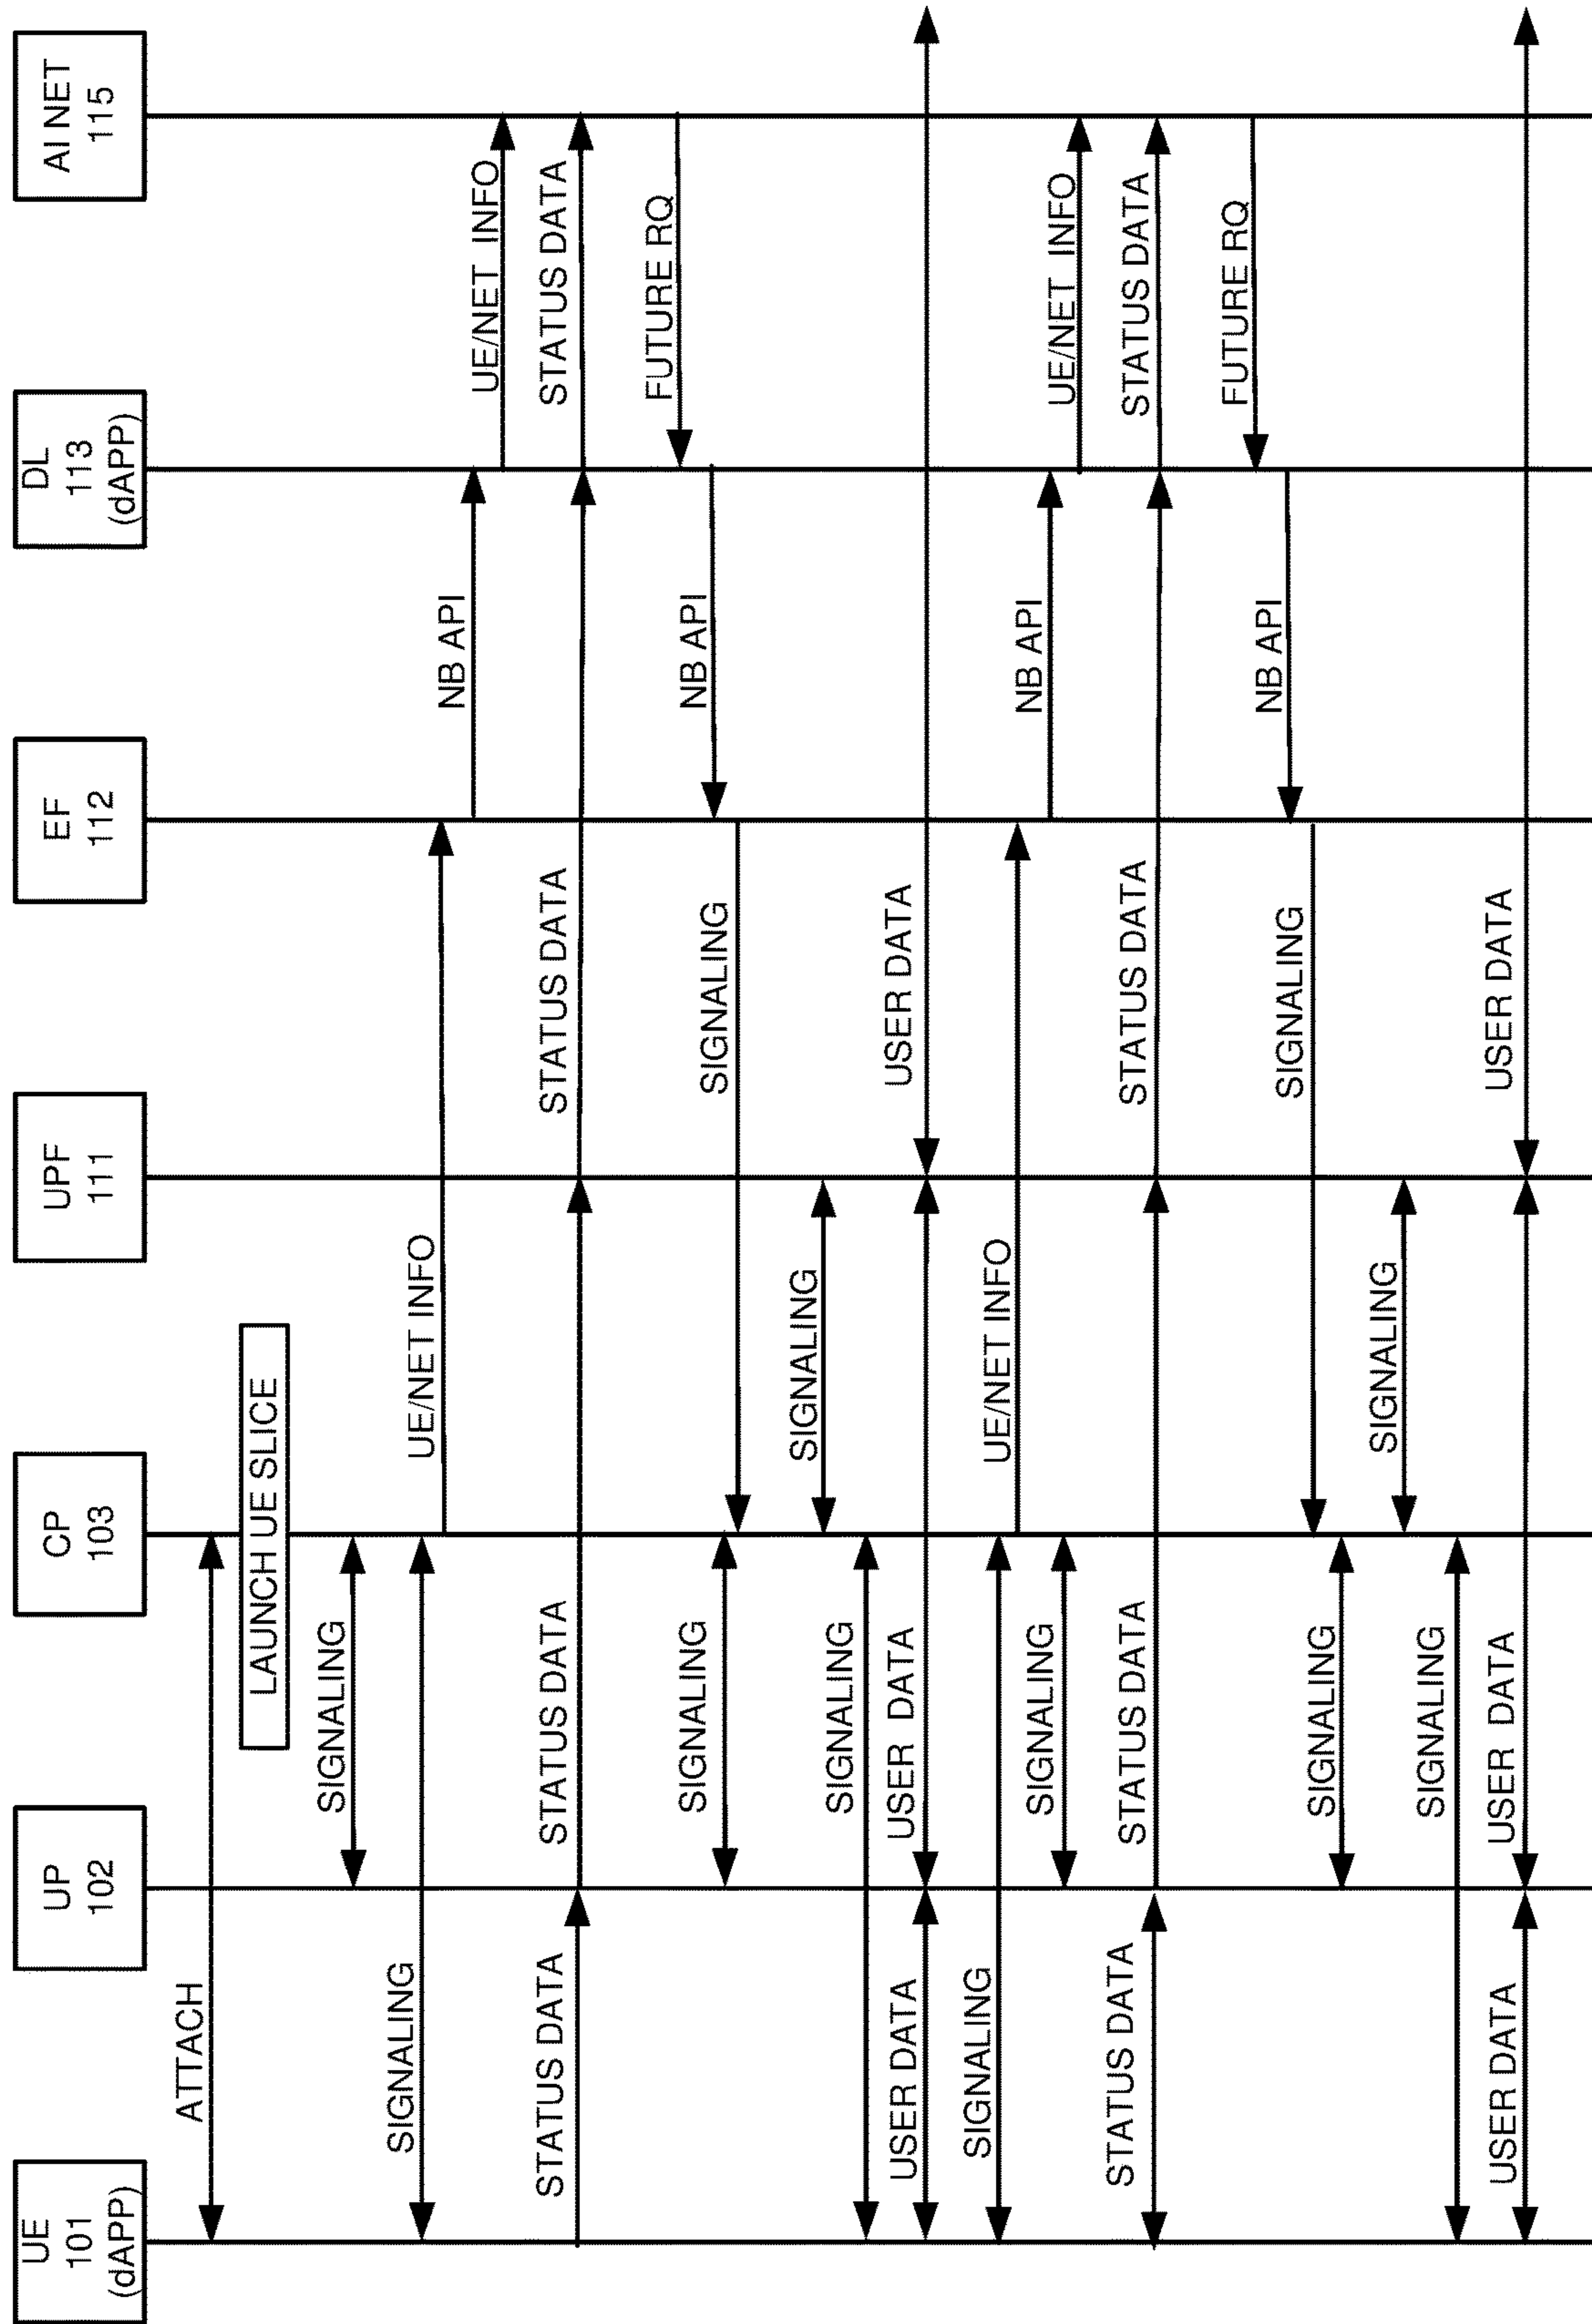 UE
101
(dAPP)
UP
102
CP
103
UPF
111
EF
112
DL
113
(dAPP)
AI NET
115
ATTACH
LAUNCH UE SLICE
SIGNALING
SIGNALING
UE/NET INFO
NB API
UE/NET INFO
STATUS DATA
STATUS DATA
STATUS DATA
STATUS DATA
FUTURE RQ
SIGNALING
NB API
SIGNALING
SIGNALING
SIGNALING
USER DATA
USER DATA
USER DATA
SIGNALING
UE/NET INFO
NB API
SIGNALING
UE/NET INFO
STATUS DATA
STATUS DATA
STATUS DATA
STATUS DATA
FUTURE RQ
NB API
SIGNALING
SIGNALING
SIGNALING
SIGNALING
USER DATA
USER DATA
USER DATA